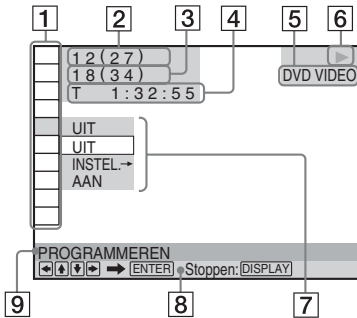 1 2 3 4 5 6
12(27)
18(34)
T 1:32:55
DVD VIDEO
UIT
UIT
INSTEL.→
AAN
PROGRAMMEREN
←↑↓→ ➡ ENTER Stoppen: DISPLAY
9 8 7